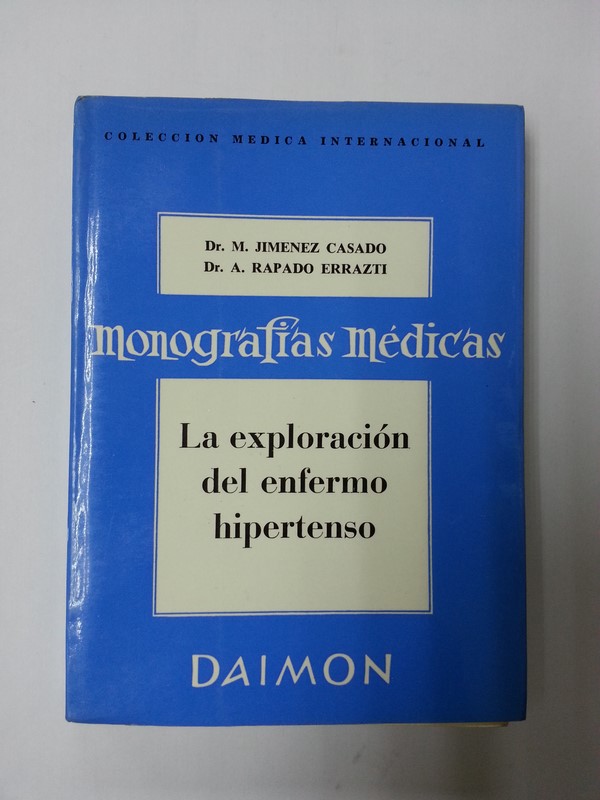 COLECCION MEDICA INTERNACIONAL
Dr. M. JIMENEZ CASADO
Dr. A. RAPADO ERRAZTI
Monografías Médicas
La exploración
del enfermo
hipertenso
DAIMON